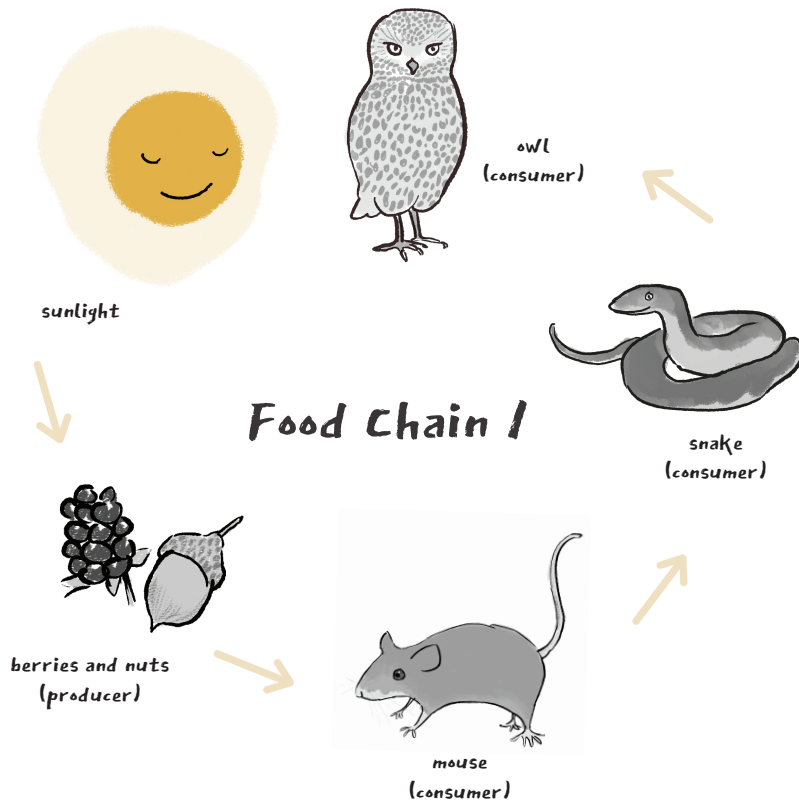 owl
(consumer)
sunlight
Food Chain 1
snake
(consumer)
berries and nuts
(producer)
mouse
(consumer)